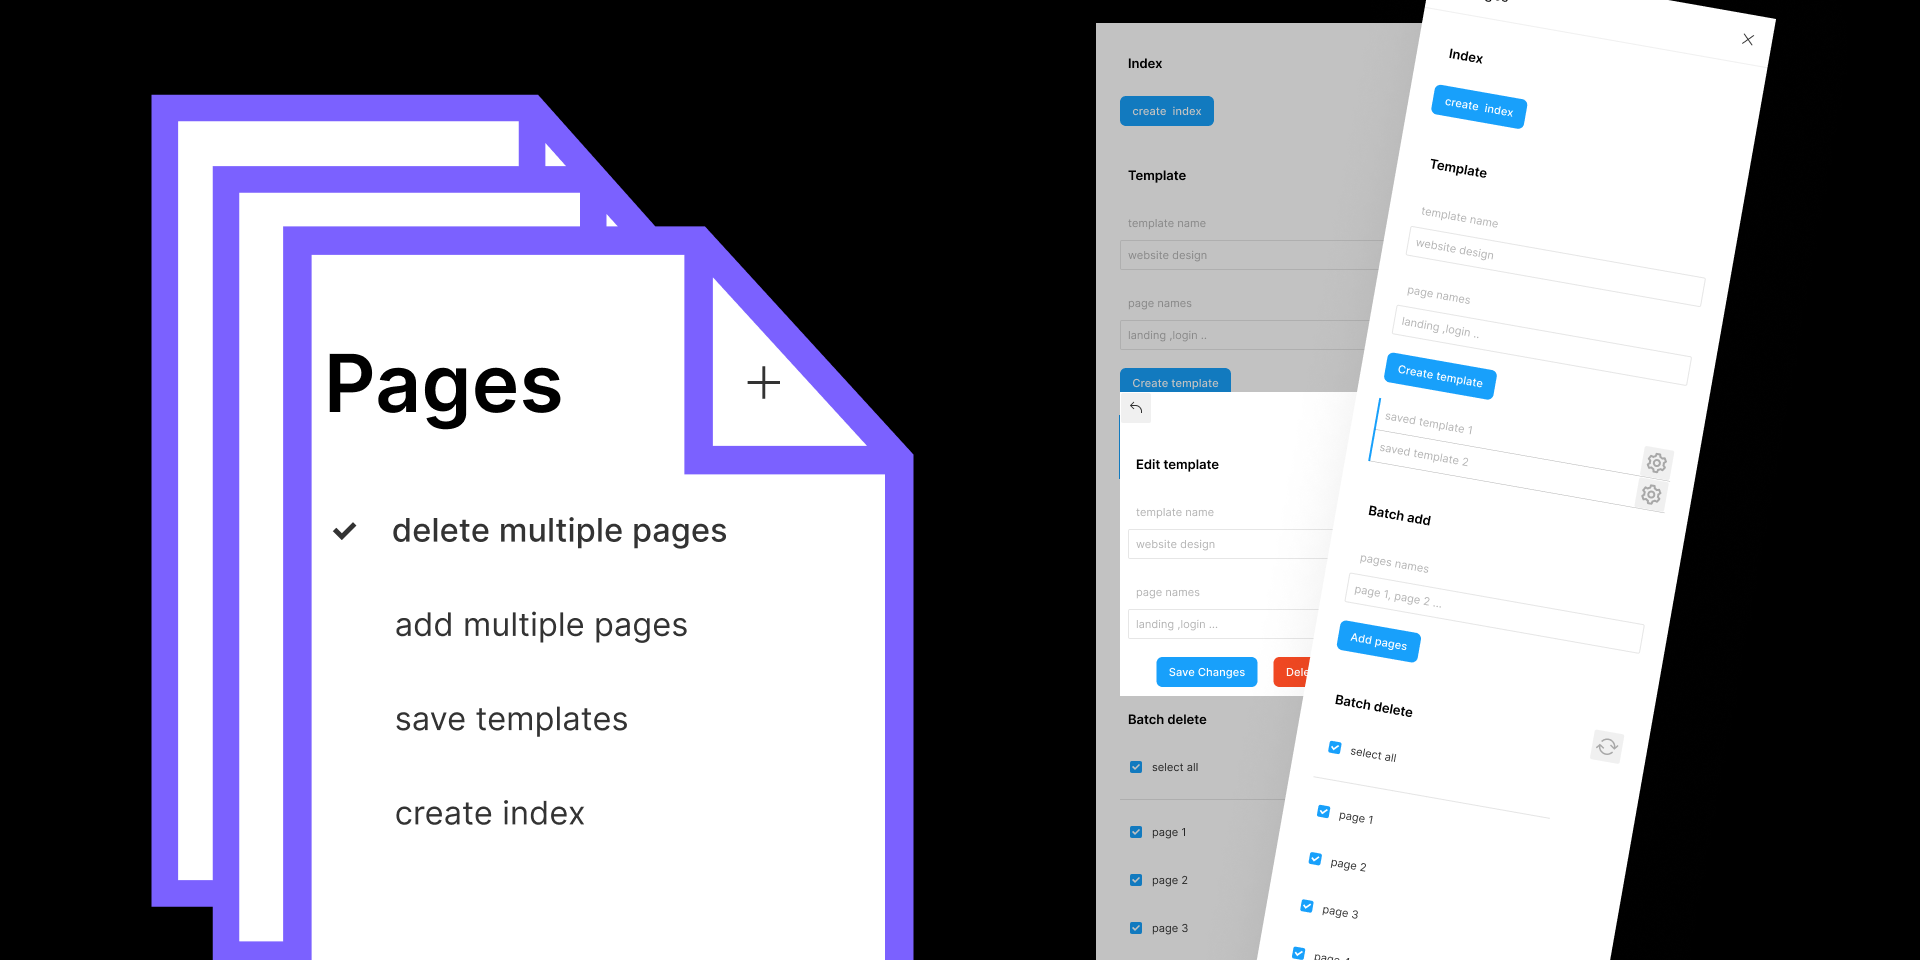 Pages
delete multiple pages
add multiple pages
save templates
create index
Index
create index
Template
template name
website design
page names
landing ,login ..
Create template
Edit template
template name
website design
page names
landing ,login ...
Save Changes
Batch delete
select all
page 1
page 2
page 3
Index
create index
Template
template name
website design
page names
landing ,login ..
Create template
saved template 1
saved template 2
Batch add
pages names
page 1, page 2 ...
Add pages
Batch delete
select all
page 1
page 2
page 3